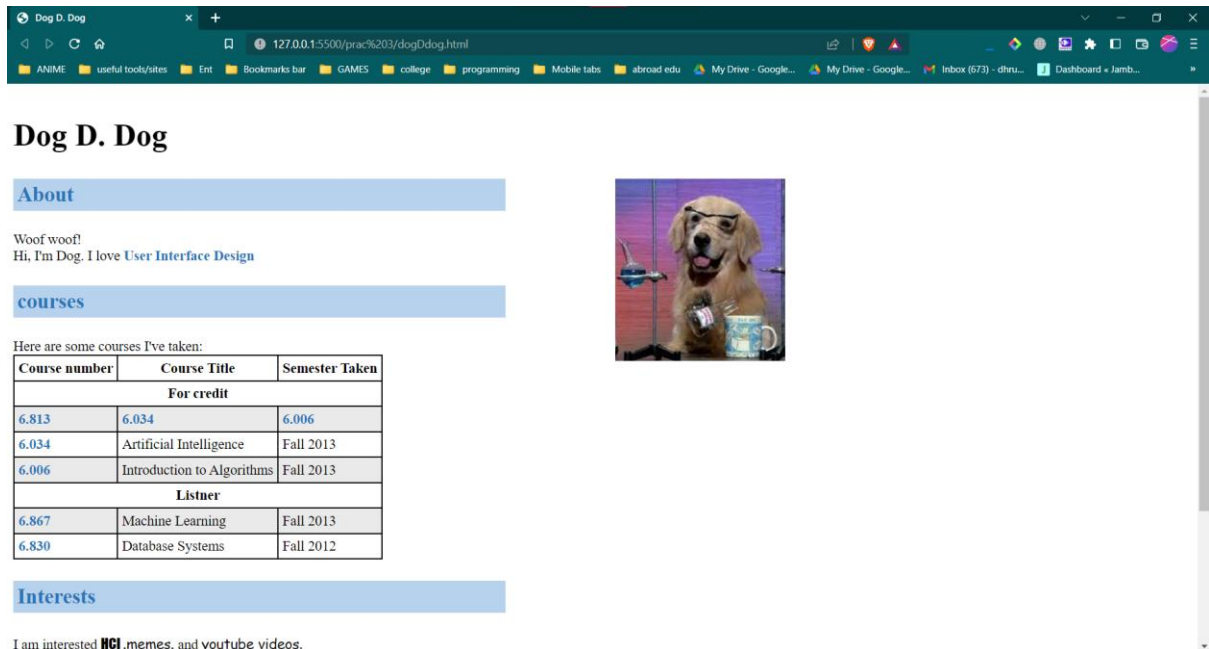 Dog D. Dog
127.0.0.1:5500/prac%203/dogDdog.html
ANIME useful tools/sites Ent Bookmarks bar GAMES college programming Mobile tabs abroad edu My Drive - Google... My Drive - Google... Inbox (673) - dhru... Dashboard « Jamb...
Dog D. Dog
About
Woof woof!
Hi, I'm Dog. I love User Interface Design
courses
Here are some courses I've taken:
Course number Course Title Semester Taken
For credit
6.813 6.034 6.006
6.034 Artificial Intelligence Fall 2013
6.006 Introduction to Algorithms Fall 2013
Listner
6.867 Machine Learning Fall 2013
6.830 Database Systems Fall 2012
Interests
I am interested HCI ,memes, and youtube videos.